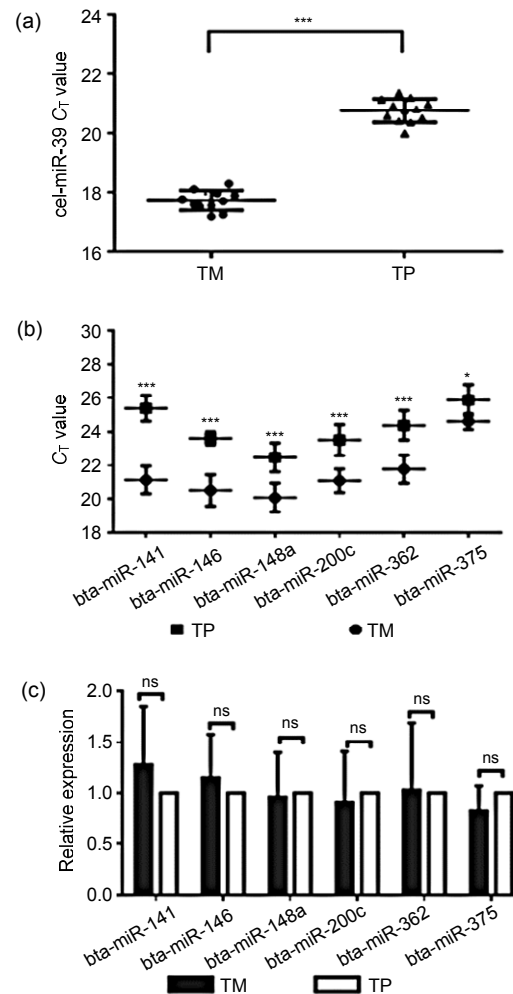 (a)
***
24
22
20
18
16
cel-miR-39 CT value
TM TP
(b)
30
28
26
24
22
20
18
CT value
*** *** *** *** *** *
bta-miR-141 bta-miR-146 bta-miR-148a bta-miR-200c bta-miR-362 bta-miR-375
TP TM
(c)
2.0
1.5
1.0
0.5
0.0
Relative expression
ns ns ns ns ns ns
bta-miR-141 bta-miR-146 bta-miR-148a bta-miR-200c bta-miR-362 bta-miR-375
TM TP